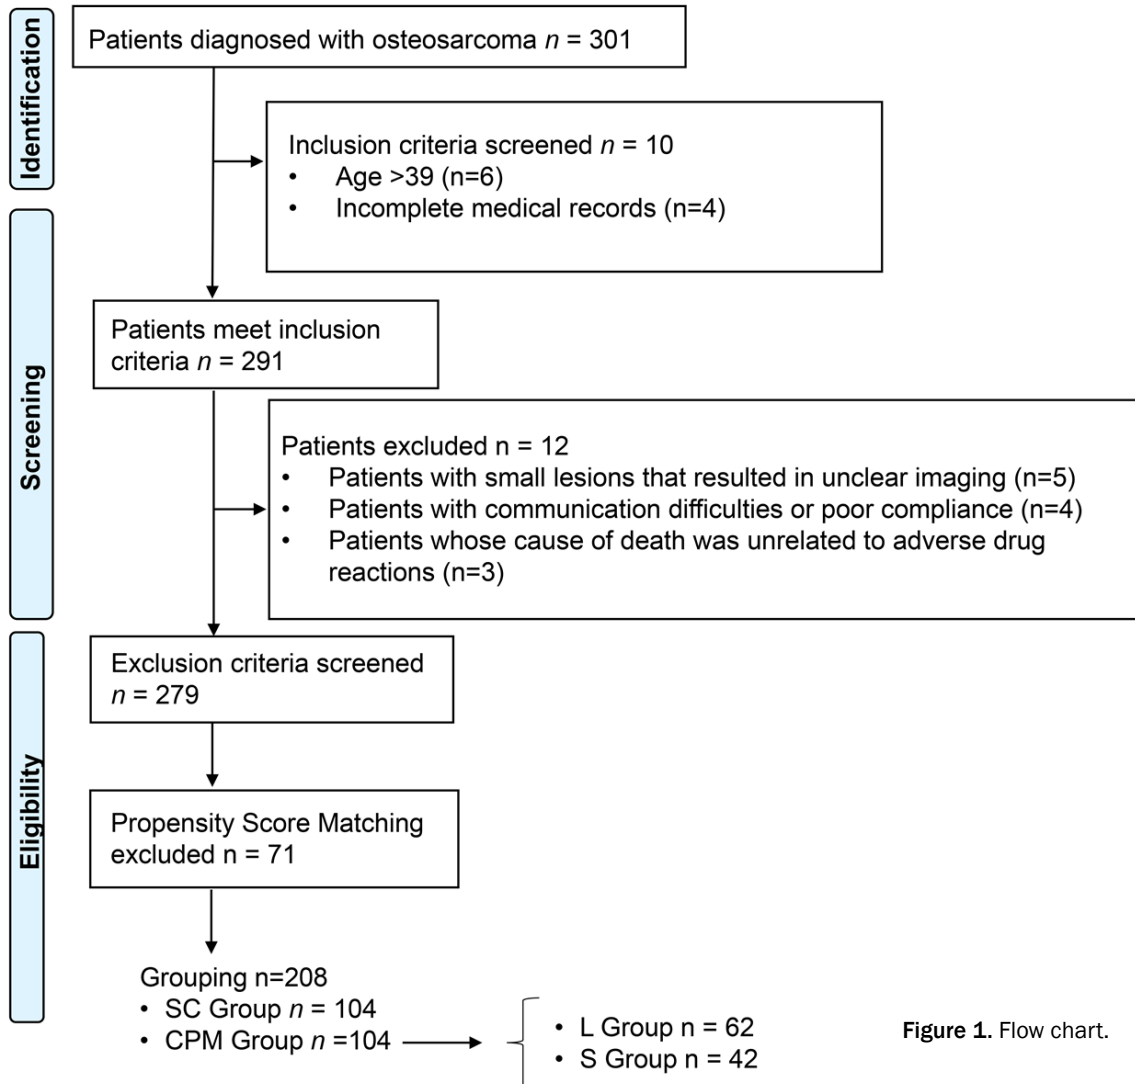 Identification
Patients diagnosed with osteosarcoma n = 301
Inclusion criteria screened n = 10
• Age >39 (n=6)
• Incomplete medical records (n=4)
Screening
Patients meet inclusion
criteria n = 291
Patients excluded n = 12
• Patients with small lesions that resulted in unclear imaging (n=5)
• Patients with communication difficulties or poor compliance (n=4)
• Patients whose cause of death was unrelated to adverse drug
reactions (n=3)
Eligibility
Exclusion criteria screened
n = 279
Propensity Score Matching
excluded n = 71
Grouping n=208
• SC Group n = 104
• CPM Group n =104
• L Group n = 62
• S Group n = 42
Figure 1. Flow chart.